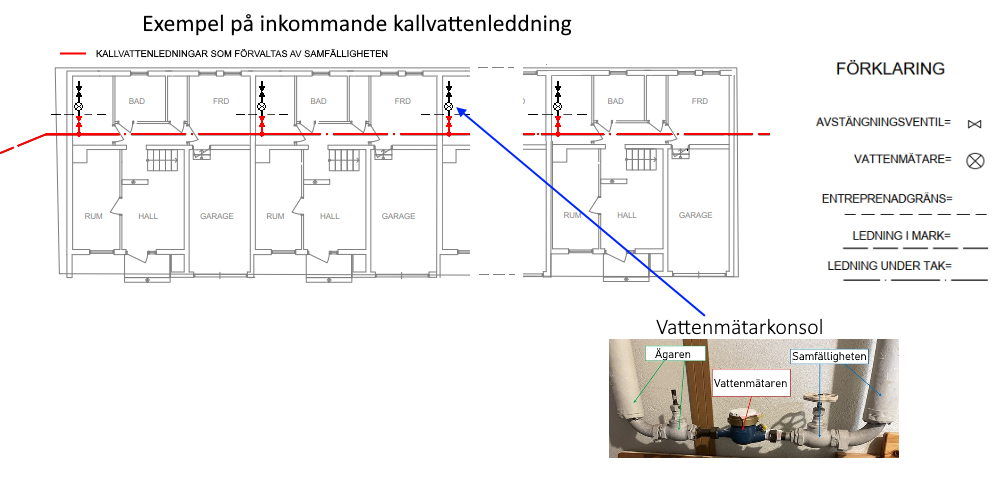 Exempel på inkommande kallvattenleddning
KALLVATTENLEDNINGAR SOM FÖRVALTAS AV SAMFÄLLIGHETEN
FÖRKLARING
AVSTÄNGNINGSVENTIL=
VATTENMÄTARE=
ENTREPRENADGRÄNS=
LEDNING I MARK=
LEDNING UNDER TAK=
BAD FRD BAD FRD BAD FRD
RUM HALL GARAGE RUM HALL GARAGE RUM HALL GARAGE
Vattenmätarkonsol
Ägaren
Samfälligheten
Vattenmätaren